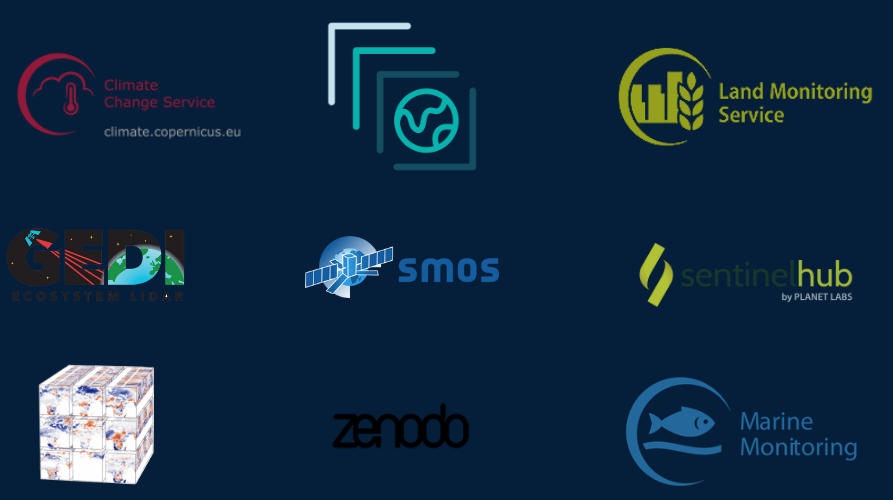 Climate
Change Service
climate.copernicus.eu
Land Monitoring
Service
GEDI
ECOSYSTEM LIDAR
smos
sentinelhub
by PLANET LABS
zenodo
Marine
Monitoring